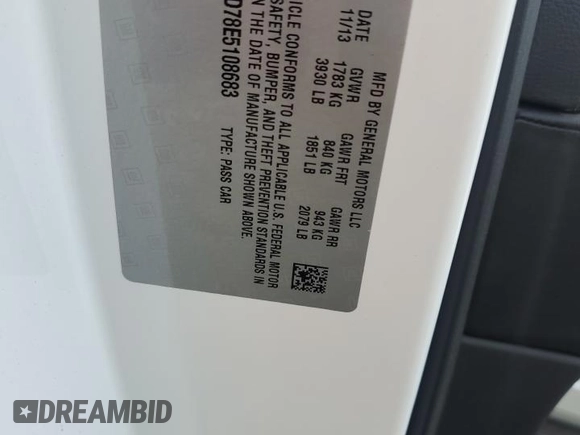 MFD BY GENERAL MOTORS LLC
11/13 GVWR GAWR FRT GAWR RR
1783 KG 840 KG 943 KG
3930 LB 1851 LB 2079 LB
CONFORMS TO ALL APPLICABLE U.S. FEDERAL MOTOR
SAFETY, BUMPER, AND THEFT PREVENTION STANDARDS IN
THE DATE OF MANUFACTURE SHOWN ABOVE.
D78E5108683 TYPE: PASS CAR
DREAMBID